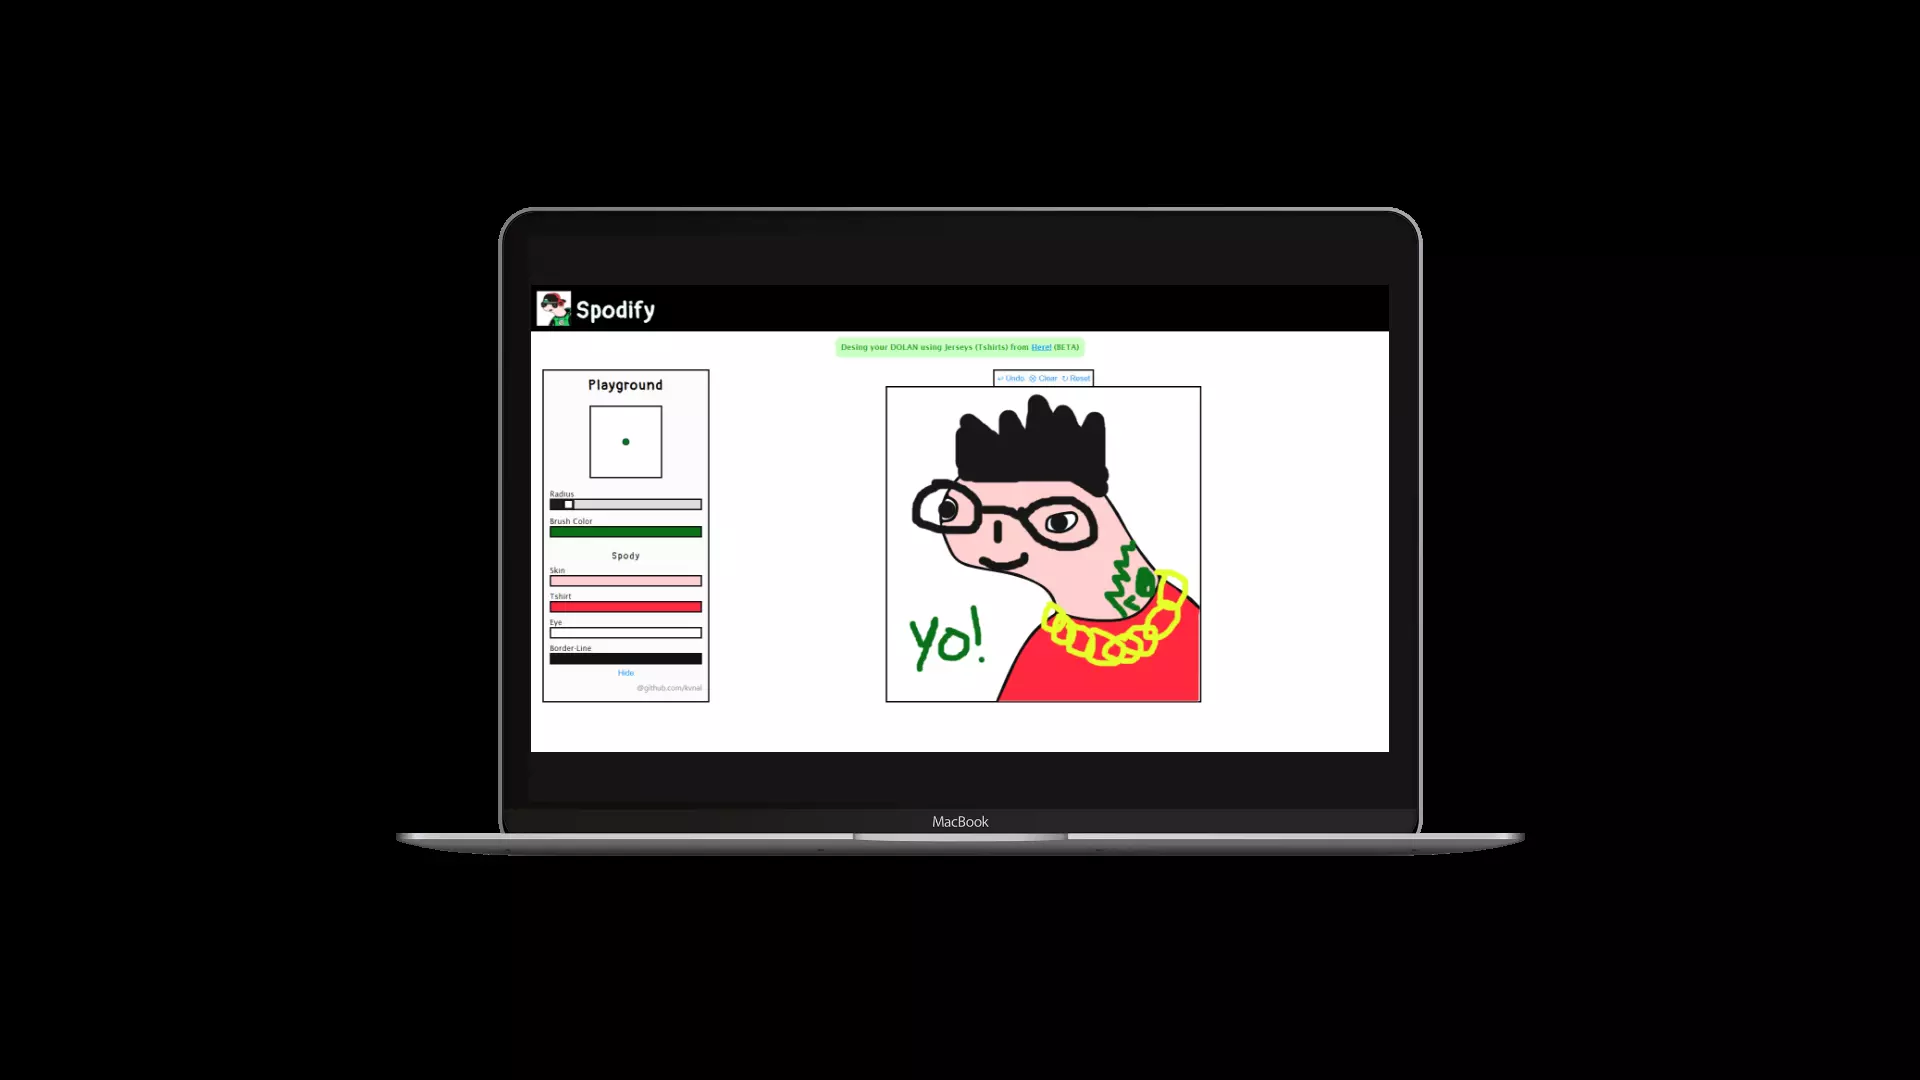 Spodify
Desing your DOLAN using Jerseys (Tshirts) from Here! (BETA)
Playground
↩ Undo ⊗ Clear ↻ Reset
Radius
Brush Color
Spody
Skin
Tshirt
Eye
Border-Line
Hide
@github.com/kvnal
Yo!
MacBook